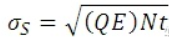 σ_S = √(QE)Nt